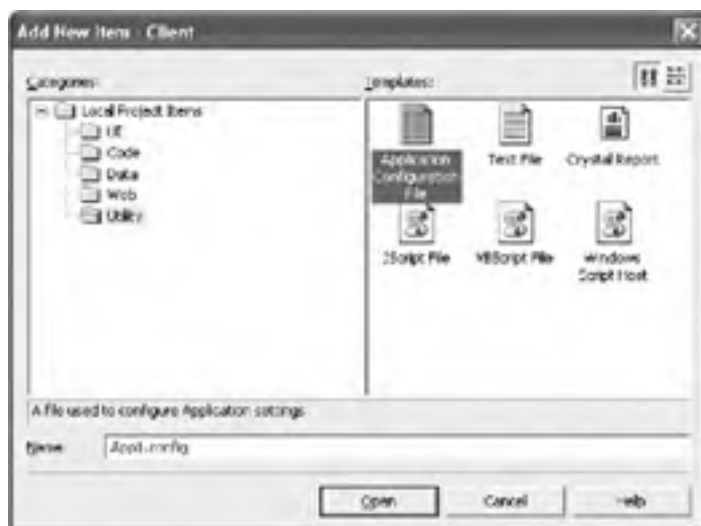 Add New Item - Client
Categories:
Templates:
Local Project Items
UI
Code
Data
Web
Utility
Application
Configuration
File
Text File
Crystal Report
JScript File
VBScript File
Windows
Script Host
A file used to configure Application settings
Name:
App1.config
Open
Cancel
Help